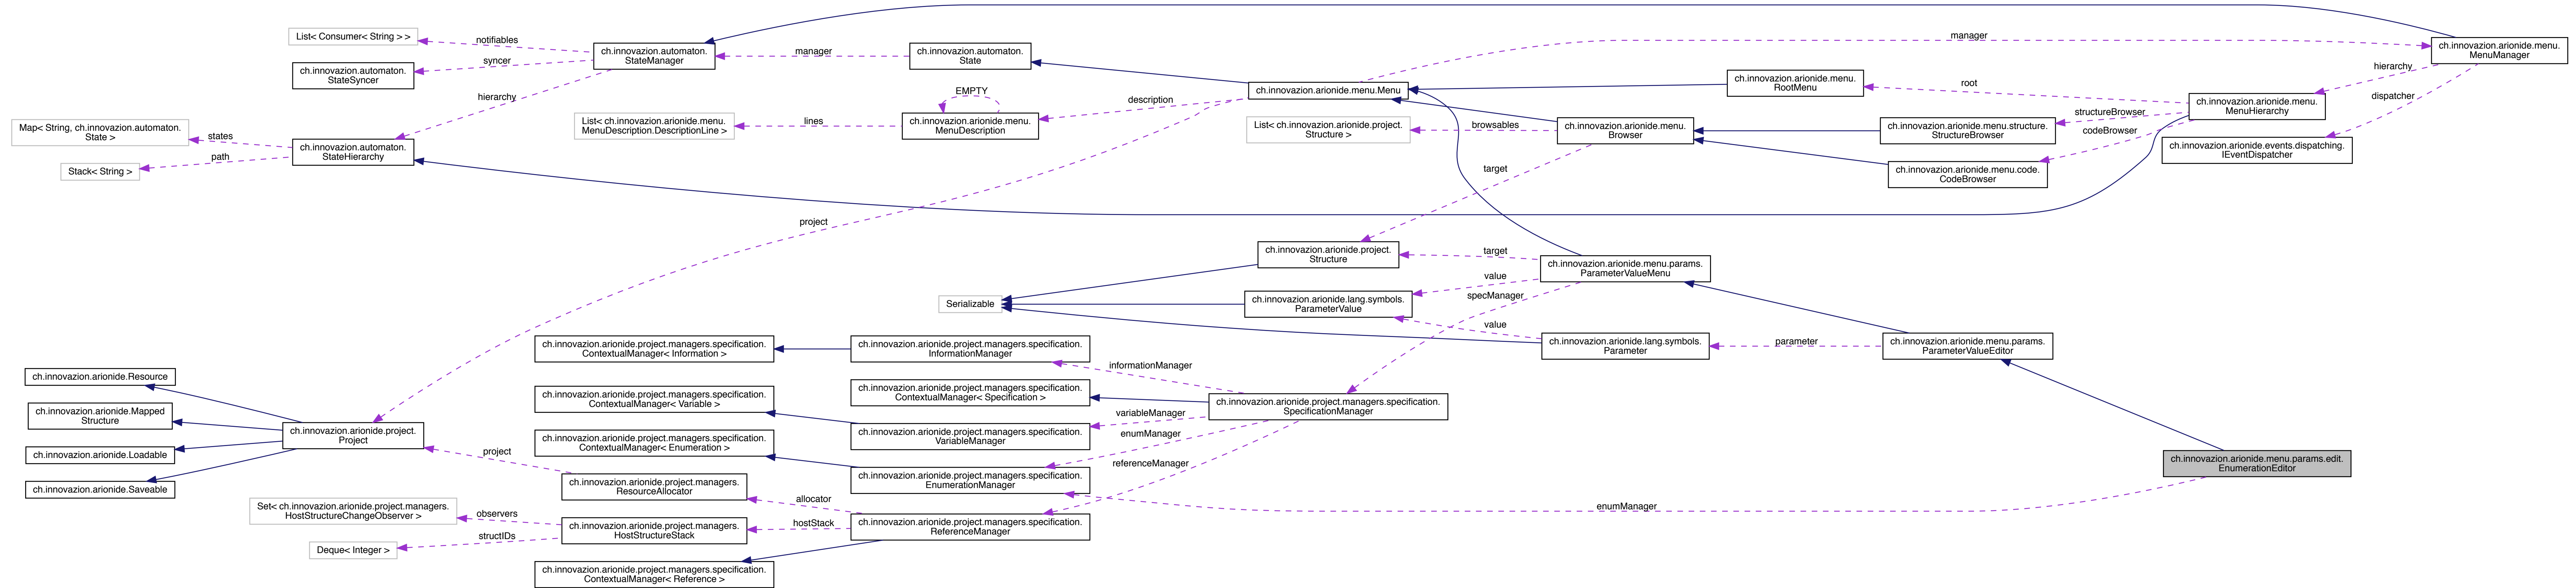 List< Consumer< String > >
notifiables
ch.innovazion.automaton.
StateManager
manager
ch.innovazion.automaton.
State
manager
ch.innovazion.arionide.menu.
MenuManager
ch.innovazion.automaton.
StateSyncer
syncer
hierarchy
hierarchy
dispatcher
EMPTY
description
ch.innovazion.arionide.menu.Menu
ch.innovazion.arionide.menu.
RootMenu
root
ch.innovazion.arionide.menu.
MenuHierarchy
Map< String, ch.innovazion.automaton.
State >
states
path
Stack< String >
ch.innovazion.automaton.
StateHierarchy
List< ch.innovazion.arionide.menu.
MenuDescription.DescriptionLine >
lines
ch.innovazion.arionide.menu.
MenuDescription
List< ch.innovazion.arionide.project.
Structure >
browsables
ch.innovazion.arionide.menu.
Browser
ch.innovazion.arionide.menu.structure.
StructureBrowser
structureBrowser
codeBrowser
ch.innovazion.arionide.events.dispatching.
IEventDispatcher
ch.innovazion.arionide.menu.code.
CodeBrowser
target
project
ch.innovazion.arionide.project.
Structure
target
value
specManager
ch.innovazion.arionide.menu.params.
ParameterValueMenu
Serializable
ch.innovazion.arionide.lang.symbols.
ParameterValue
value
ch.innovazion.arionide.lang.symbols.
Parameter
parameter
ch.innovazion.arionide.menu.params.
ParameterValueEditor
ch.innovazion.arionide.project.managers.specification.
ContextualManager< Information >
ch.innovazion.arionide.project.managers.specification.
InformationManager
informationManager
ch.innovazion.arionide.Resource
ch.innovazion.arionide.Mapped
Structure
ch.innovazion.arionide.Loadable
ch.innovazion.arionide.Saveable
ch.innovazion.arionide.project.
Project
ch.innovazion.arionide.project.managers.specification.
ContextualManager< Variable >
ch.innovazion.arionide.project.managers.specification.
ContextualManager< Specification >
ch.innovazion.arionide.project.managers.specification.
SpecificationManager
variableManager
enumManager
referenceManager
ch.innovazion.arionide.project.managers.specification.
VariableManager
ch.innovazion.arionide.project.managers.specification.
ContextualManager< Enumeration >
ch.innovazion.arionide.project.managers.specification.
EnumerationManager
ch.innovazion.arionide.menu.params.edit.
EnumerationEditor
enumManager
project
ch.innovazion.arionide.project.managers.
ResourceAllocator
allocator
hostStack
Set< ch.innovazion.arionide.project.managers.
HostStructureChangeObserver >
observers
structIDs
Deque< Integer >
ch.innovazion.arionide.project.managers.
HostStructureStack
ch.innovazion.arionide.project.managers.specification.
ReferenceManager
ch.innovazion.arionide.project.managers.specification.
ContextualManager< Reference >